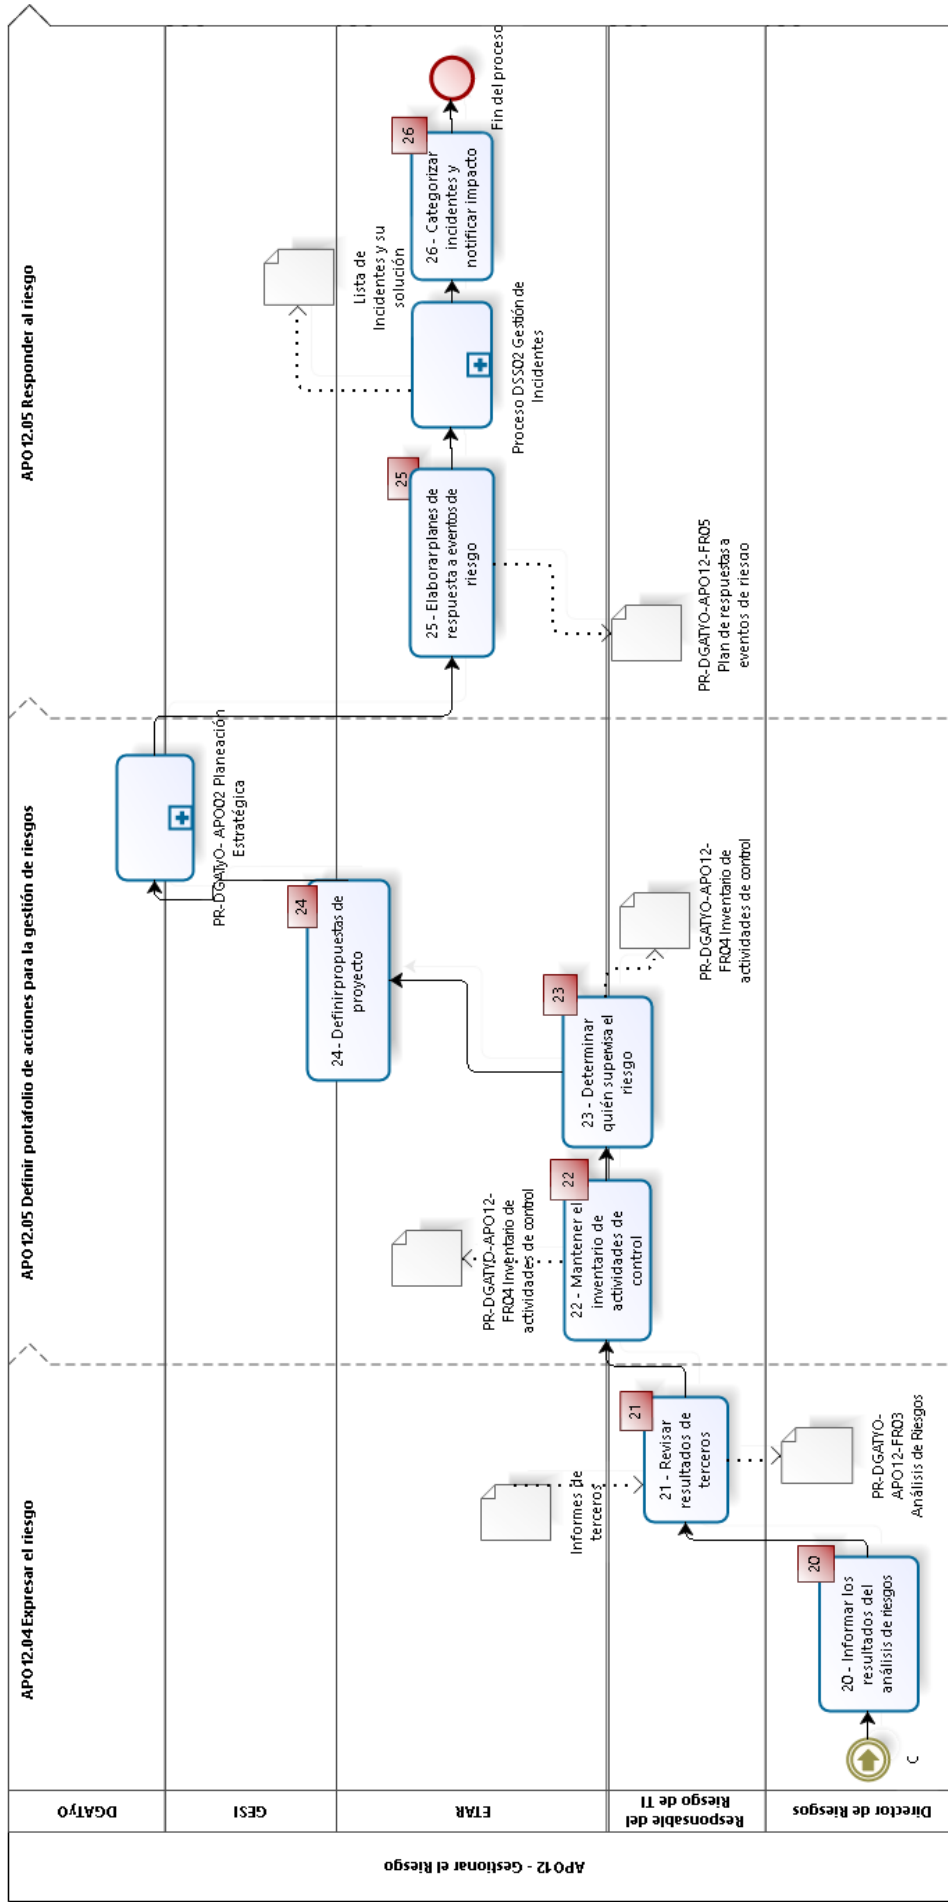 APO12 - Gestionar el Riesgo
DGATyO
GESI
ETAR
Responsable del
Riesgo de TI
Director de Riesgos
APO12.04 Expresar el riesgo
APO12.05 Definir portafolio de acciones para la gestión de riesgos
APO12.05 Responder al riesgo
C
20
20 - Informar los
resultados del
análisis de riesgos
Informes de
terceros
21
21 - Revisar
resultados de
terceros
PR-DGATYO-
APO12-FR03
Análisis de Riesgos
PR-DGATYO-APO12-
FR04 Inventario de
actividades de control
22
22 - Mantener el
inventario de
actividades de
control
23
23 - Determinar
quién supervisa el
riesgo
PR-DGATYO-APO12-
FR04 Inventario de
actividades de control
24
24 - Definir propuestas de
proyecto
PR-DGATyO- APO02 Planeación
Estratégica
25
25 - Elaborar planes de
respuesta a eventos de
riesgo
PR-DGATYO-APO12-FR05
Plan de respuestas a
eventos de riesgo
Proceso DSS02 Gestión de
Incidentes
Lista de
Incidentes y su
solución
26
26 - Categorizar
incidentes y
notificar impacto
Fin del proceso